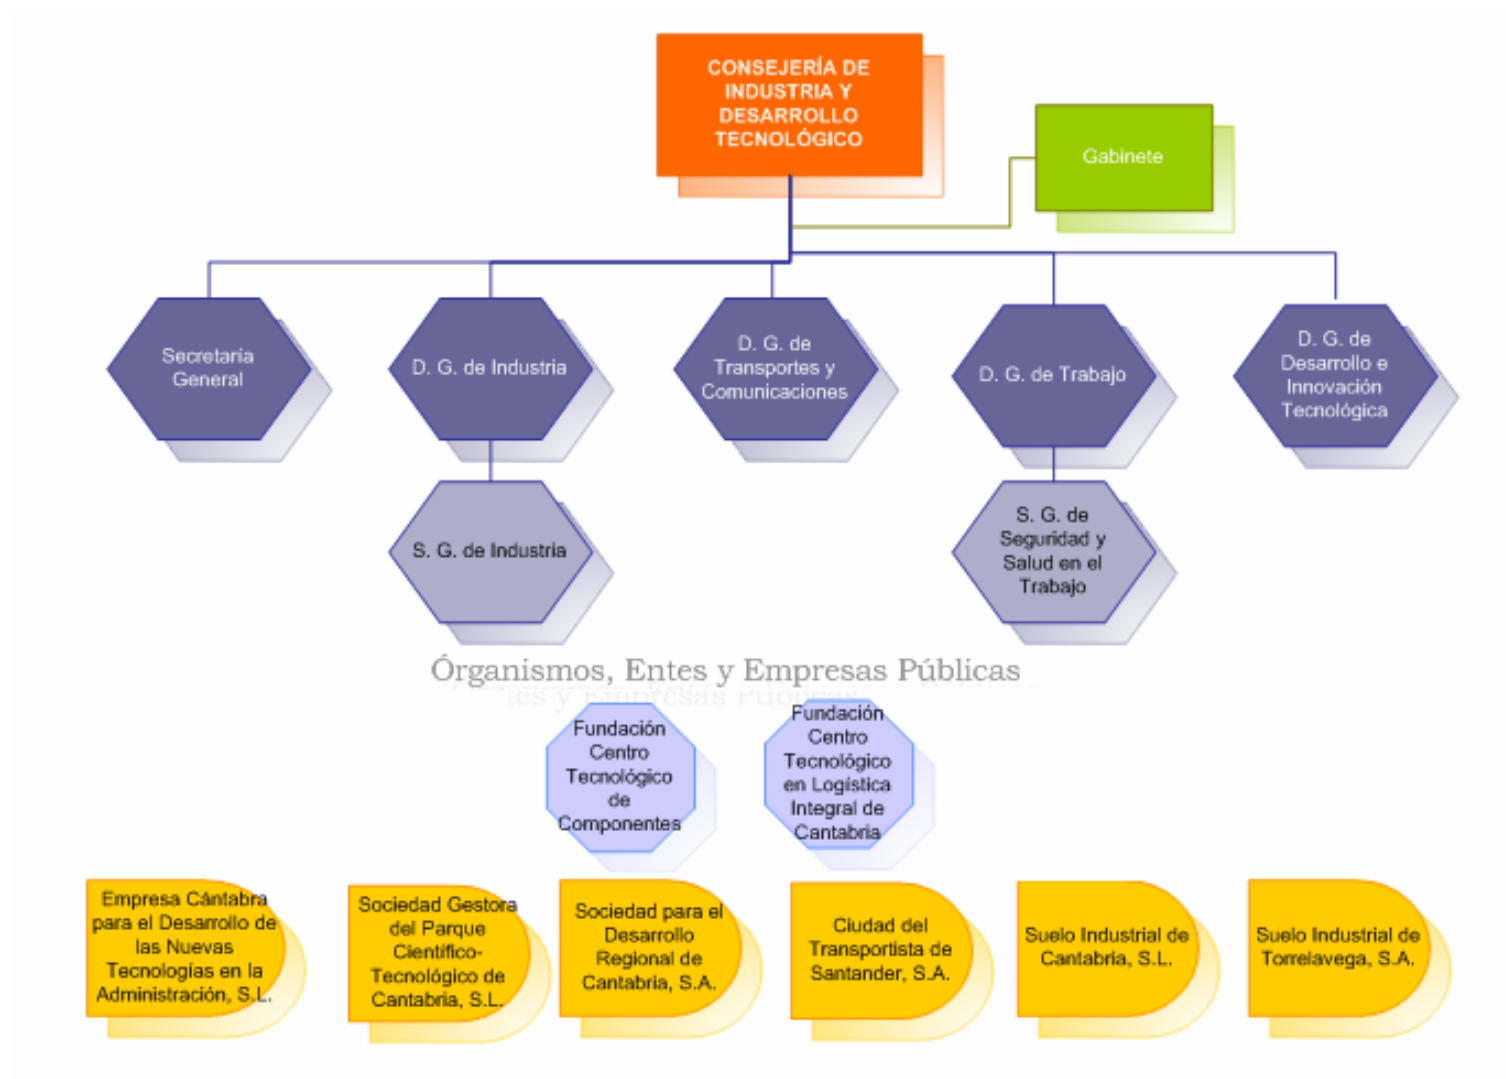 CONSEJERÍA DE
INDUSTRIA Y
DESARROLLO
TECNOLÓGICO
Gabinete
Secretaría
General
D. G. de Industria
D. G. de
Transportes y
Comunicaciones
D. G. de Trabajo
D. G. de
Desarrollo e
Innovación
Tecnológica
S. G. de Industria
S. G. de
Seguridad y
Salud en el
Trabajo
Órganismos, Entes y Empresas Públicas
Fundación
Centro
Tecnológico
de
Componentes
Fundación
Centro
Tecnológico
en Logística
Integral de
Cantabria
Empresa Cántabra
para el Desarrollo de
las Nuevas
Tecnologías en la
Administración, S.L.
Sociedad Gestora
del Parque
Científico-
Tecnológico de
Cantabria, S.L.
Sociedad para el
Desarrollo
Regional de
Cantabria, S.A.
Ciudad del
Transportista de
Santander, S.A.
Suelo Industrial de
Cantabria, S.L.
Suelo Industrial de
Torrelavega, S.A.